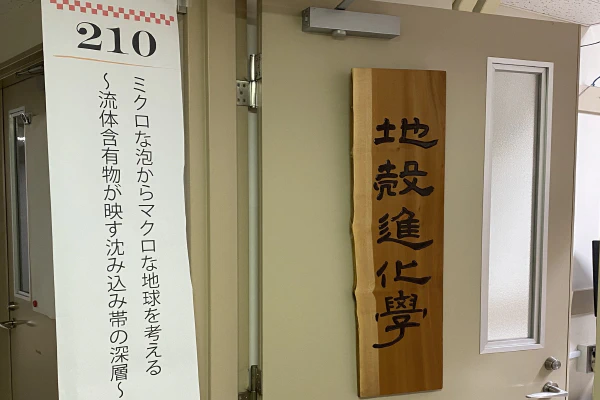 210
ミクロな泡からマクロな地球を考える
～流体含有物が映す沈み込み帯の深層～
地殻進化學